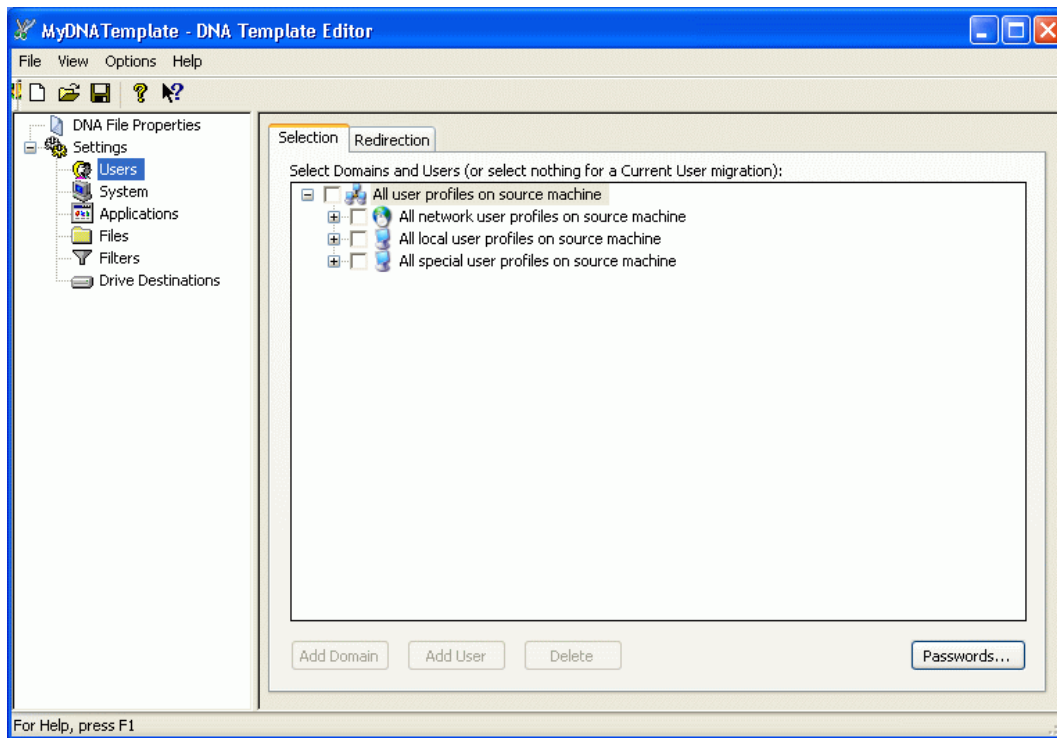 MyDNATemplate - DNA Template Editor
File View Options Help
DNA File Properties
Settings
Users
System
Applications
Files
Filters
Drive Destinations
Selection Redirection
Select Domains and Users (or select nothing for a Current User migration):
All user profiles on source machine
All network user profiles on source machine
All local user profiles on source machine
All special user profiles on source machine
Add Domain Add User Delete Passwords...
For Help, press F1